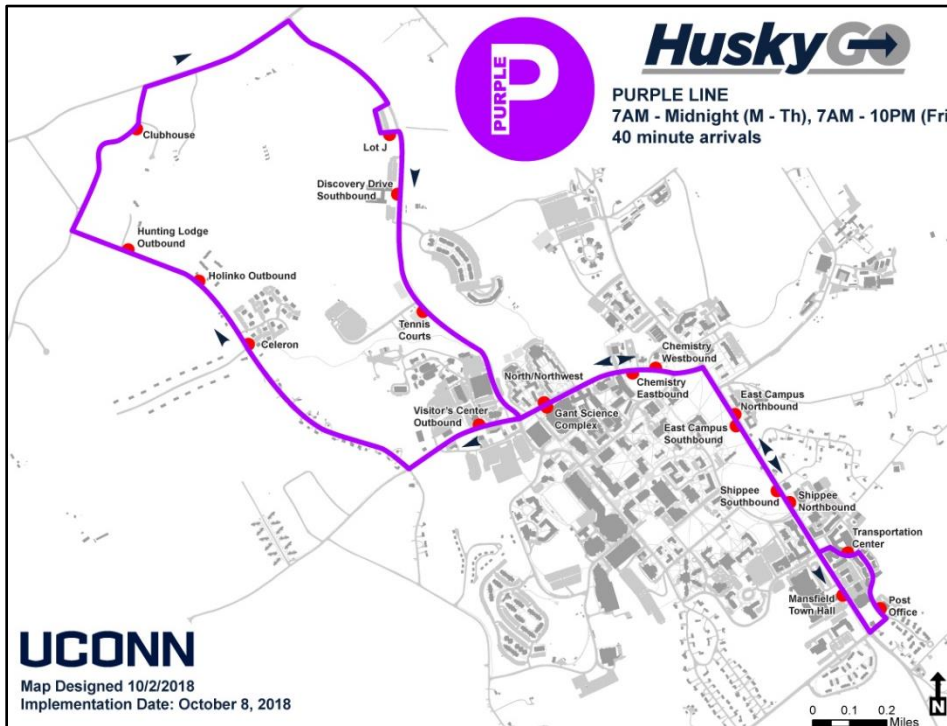 PURPLE
P
HuskyGO
PURPLE LINE
7AM - Midnight (M - Th), 7AM - 10PM (Fri
40 minute arrivals
Clubhouse
Lot J
Discovery Drive
Southbound
Hunting Lodge
Outbound
Holinko Outbound
Celeron
Tennis
Courts
Chemistry
Westbound
North/Northwest
Chemistry
Eastbound
Visitor's Center
Outbound
Gant Science
Complex
East Campus
Northbound
East Campus
Southbound
Shippee
Southbound
Shippee
Northbound
Transportation
Center
Mansfield
Town Hall
Post
Office
UCONN
Map Designed 10/2/2018
Implementation Date: October 8, 2018
N
0 0.1 0.2
Miles